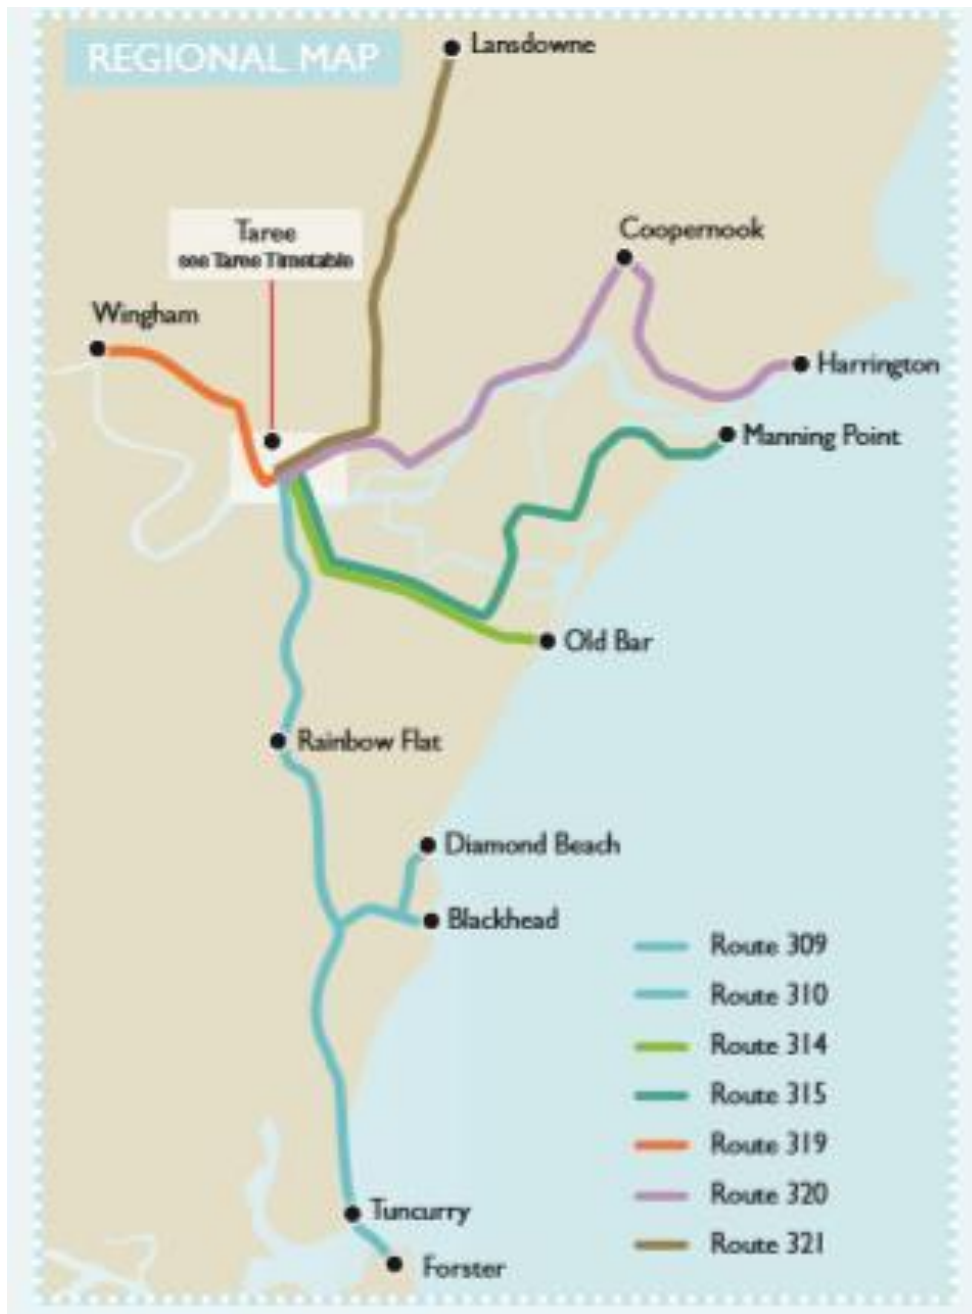 REGIONAL MAP
Lansdowne
Taree
see Taree Timetable
Coopernook
Wingham
Harrington
Manning Point
Old Bar
Rainbow Flat
Diamond Beach
Blackhead
Route 309
Route 310
Route 314
Route 315
Route 319
Route 320
Route 321
Tuncurry
Forster